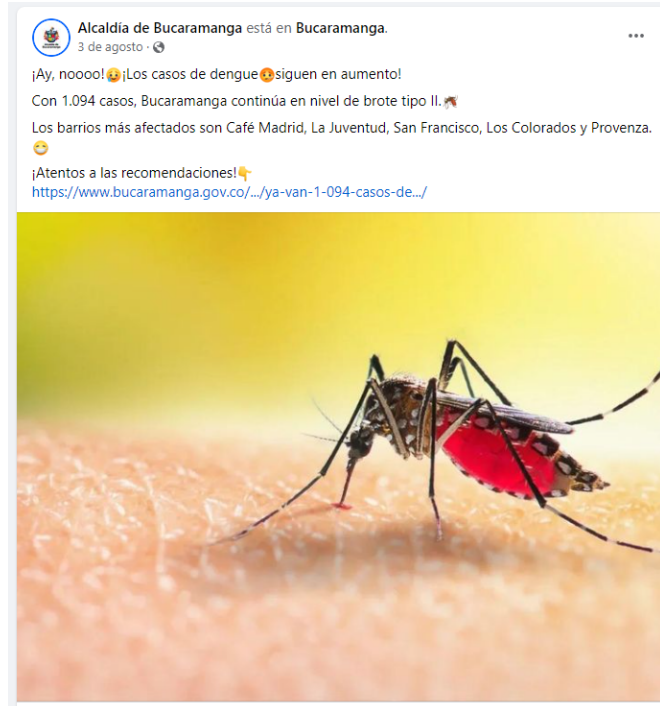 Alcaldía de Bucaramanga está en Bucaramanga.
3 de agosto ·
¡Ay, noooo!😥¡Los casos de dengue😡siguen en aumento!
Con 1.094 casos, Bucaramanga continúa en nivel de brote tipo II.🦟
Los barrios más afectados son Café Madrid, La Juventud, San Francisco, Los Colorados y Provenza.
😷
¡Atentos a las recomendaciones!👇
https://www.bucaramanga.gov.co/.../ya-van-1-094-casos-de.../